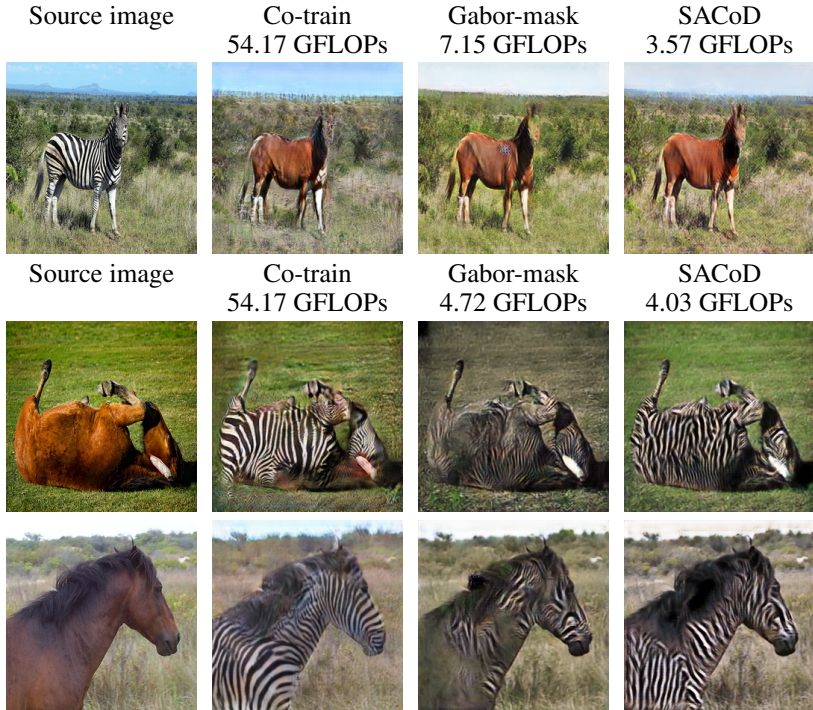 Source image
Co-train
54.17 GFLOPs
Gabor-mask
7.15 GFLOPs
SACoD
3.57 GFLOPs
Source image
Co-train
54.17 GFLOPs
Gabor-mask
4.72 GFLOPs
SACoD
4.03 GFLOPs